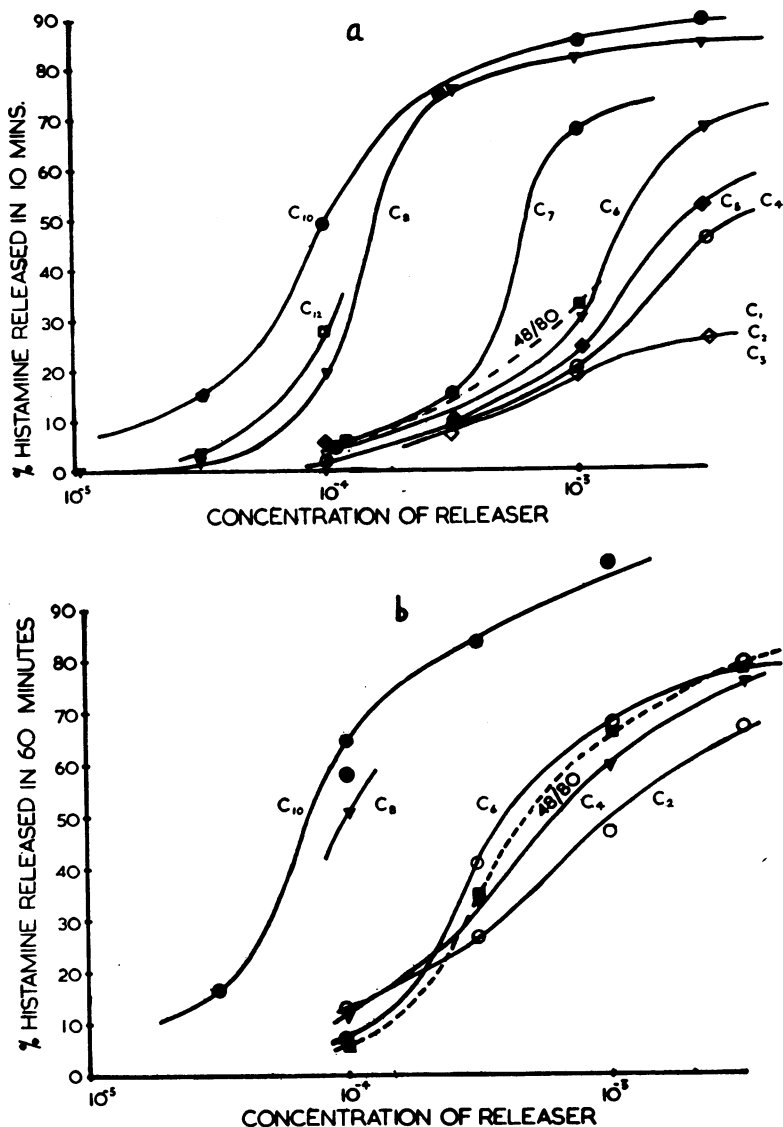 a
% HISTAMINE RELEASED IN 10 MINS.
90
80
70
60
50
40
30
20
10
0
C10
C8
C7
C6
C5
C4
C12
48/80
C1
C2
C3
10-5
10-4
10-3
CONCENTRATION OF RELEASER
b
% HISTAMINE RELEASED IN 60 MINUTES
90
80
70
60
50
40
30
20
10
0
C10
C8
C6
48/80
C4
C2
10-5
10-4
10-3
CONCENTRATION OF RELEASER